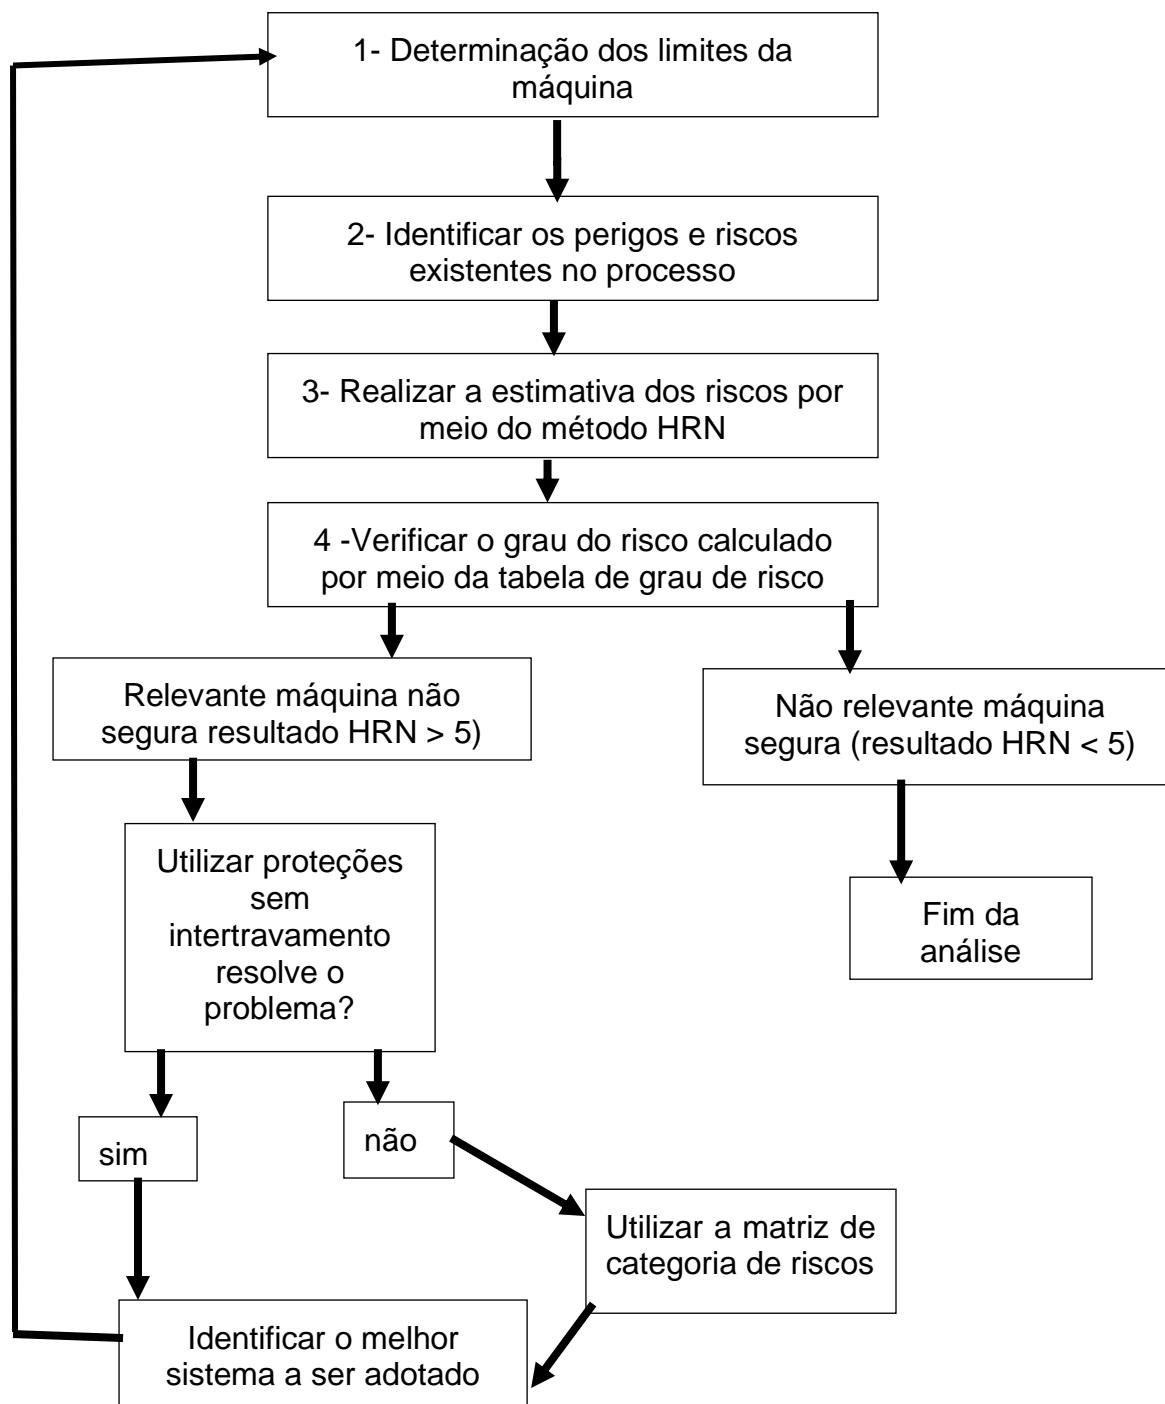 1- Determinação dos limites da
máquina
2- Identificar os perigos e riscos
existentes no processo
3- Realizar a estimativa dos riscos por
meio do método HRN
4 -Verificar o grau do risco calculado
por meio da tabela de grau de risco
Relevante máquina não
segura resultado HRN > 5)
Não relevante máquina
segura (resultado HRN < 5)
Utilizar proteções
sem
intertravamento
resolve o
problema?
Fim da
análise
sim
não
Utilizar a matriz de
categoria de riscos
Identificar o melhor
sistema a ser adotado